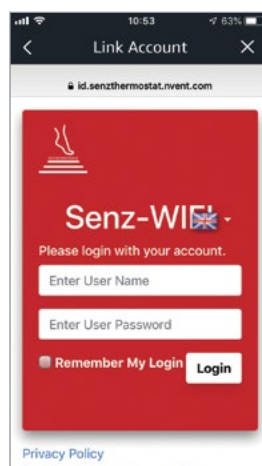 10:53
63%
Link Account
id.senzthermostat.nvent.com
Senz-WIFI
Please login with your account.
Enter User Name
Enter User Password
Remember My Login
Login
Privacy Policy